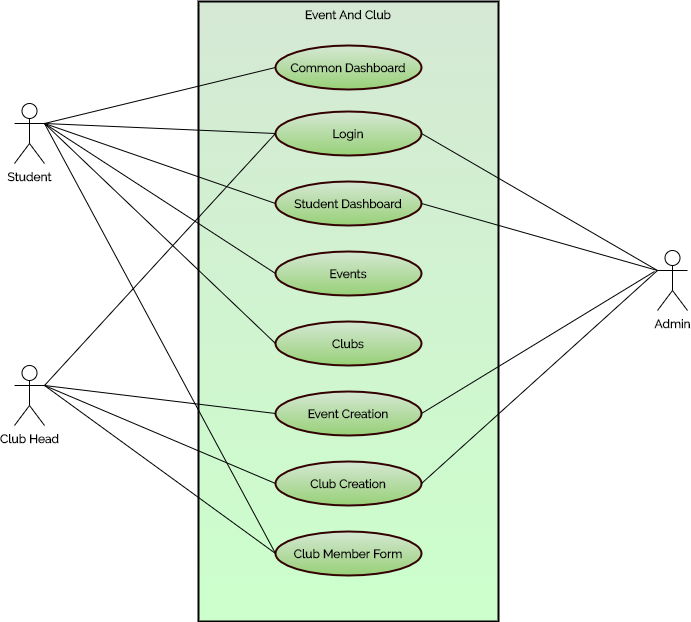 Event And Club
Common Dashboard
Login
Student
Student Dashboard
Events
Admin
Clubs
Event Creation
Club Head
Club Creation
Club Member Form